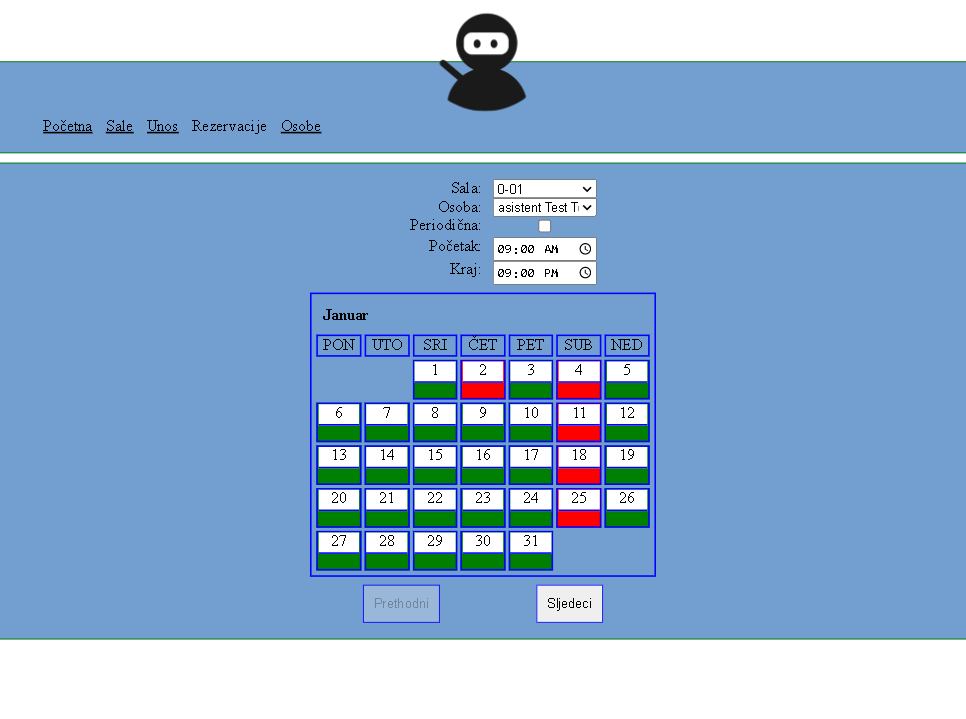 Početna Sale Unos Rezervacije Osobe
Sala: 0-01
Osoba: asistent Test T
Periodična:
Početak: 09:00 AM
Kraj: 09:00 PM
Januar
PON UTO SRI ČET PET SUB NED
1 2 3 4 5
6 7 8 9 10 11 12
13 14 15 16 17 18 19
20 21 22 23 24 25 26
27 28 29 30 31
Prethodni Sljedeci